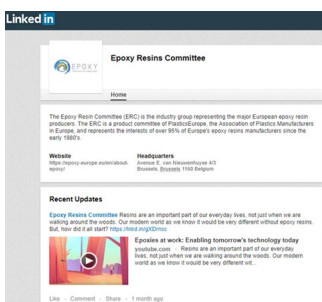 Linked in
EPOXY
Epoxy Resins Committee
Home
The Epoxy Resin Committee (ERC) is the industry group representing the major European epoxy resin
producers. The ERC is a product committee of PlasticsEurope, the Association of Plastics Manufacturers
in Europe, and represents the interests of over 95% of Europe's epoxy resins manufacturers since the
early 1980's.
Website
https://epoxy-europe.eu/en/about-
epoxy/
Headquarters
Avenue E. van Nieuwenhuyse 4/3
Brussels, Brussels 1160 Belgium
Recent Updates
Epoxy Resins Committee Resins are an important part of our everyday lives, not just when we are
walking around the woods. Our modern world as we know it would be very different without epoxy resins.
But, how did it all start? https://lnkd.in/gXDmsc
Epoxies at work: Enabling tomorrow's technology today
youtube.com - Resins are an important part of our everyday
lives, not just when we are walking around the woods. Our modern
world as we know it would be very different wit...
Like - Comment - Share - 1 month ago